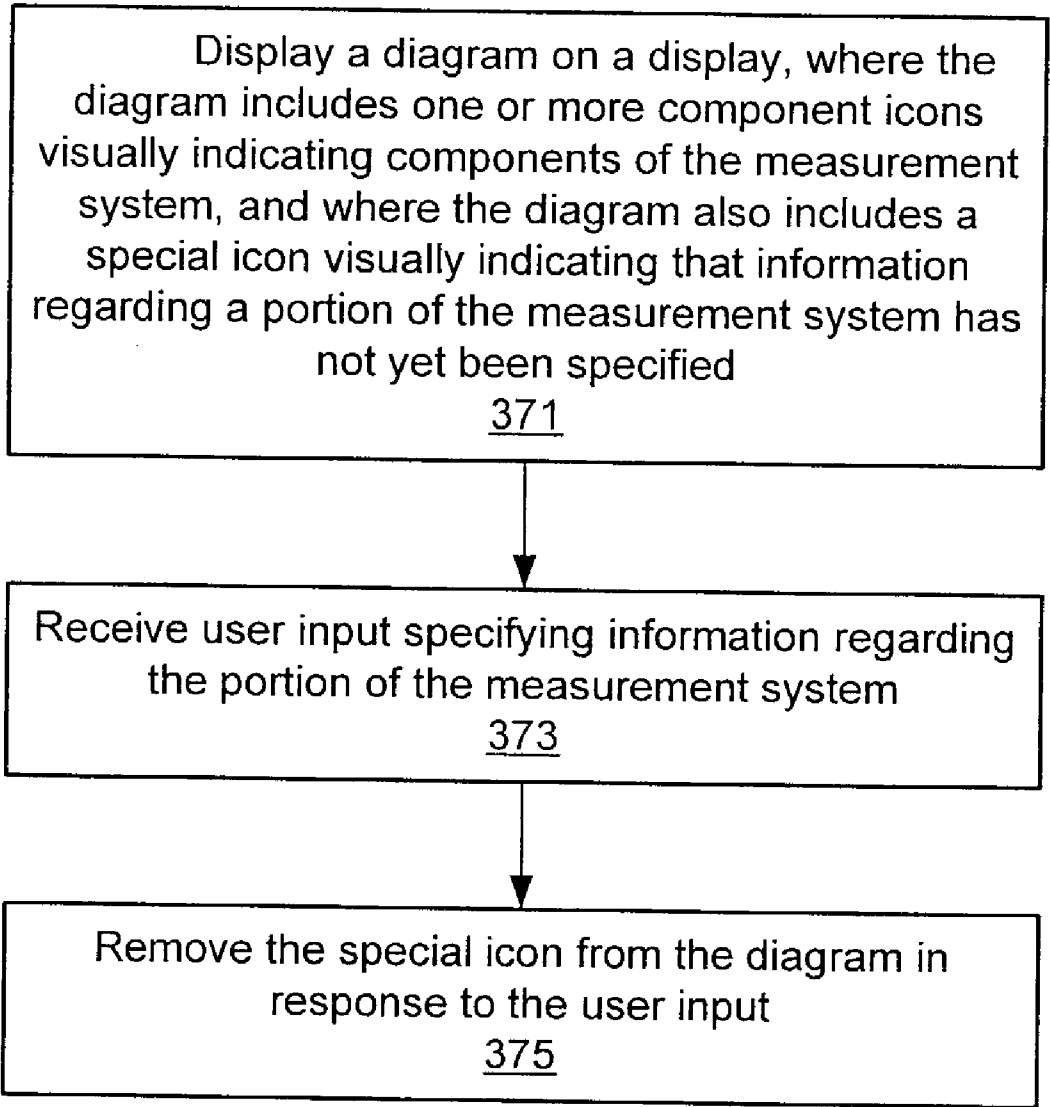 Display a diagram on a display, where the
diagram includes one or more component icons
visually indicating components of the measurement
system, and where the diagram also includes a
special icon visually indicating that information
regarding a portion of the measurement system has
not yet been specified
371
Receive user input specifying information regarding
the portion of the measurement system
373
Remove the special icon from the diagram in
response to the user input
375